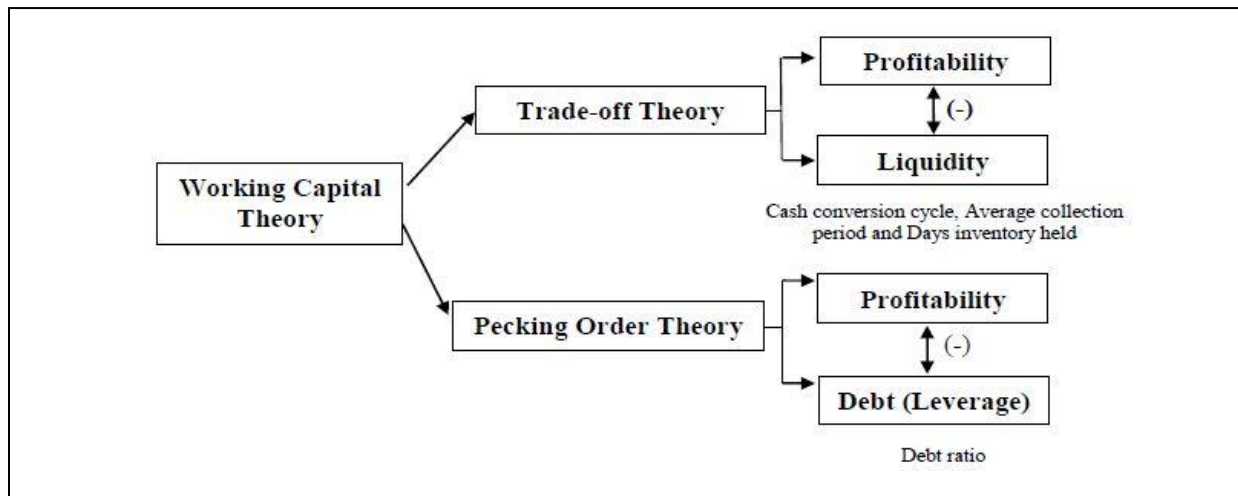 Profitability
(-)
Trade-off Theory
Liquidity
Working Capital
Theory
Cash conversion cycle, Average collection
period and Days inventory held
Profitability
Pecking Order Theory
(-)
Debt (Leverage)
Debt ratio